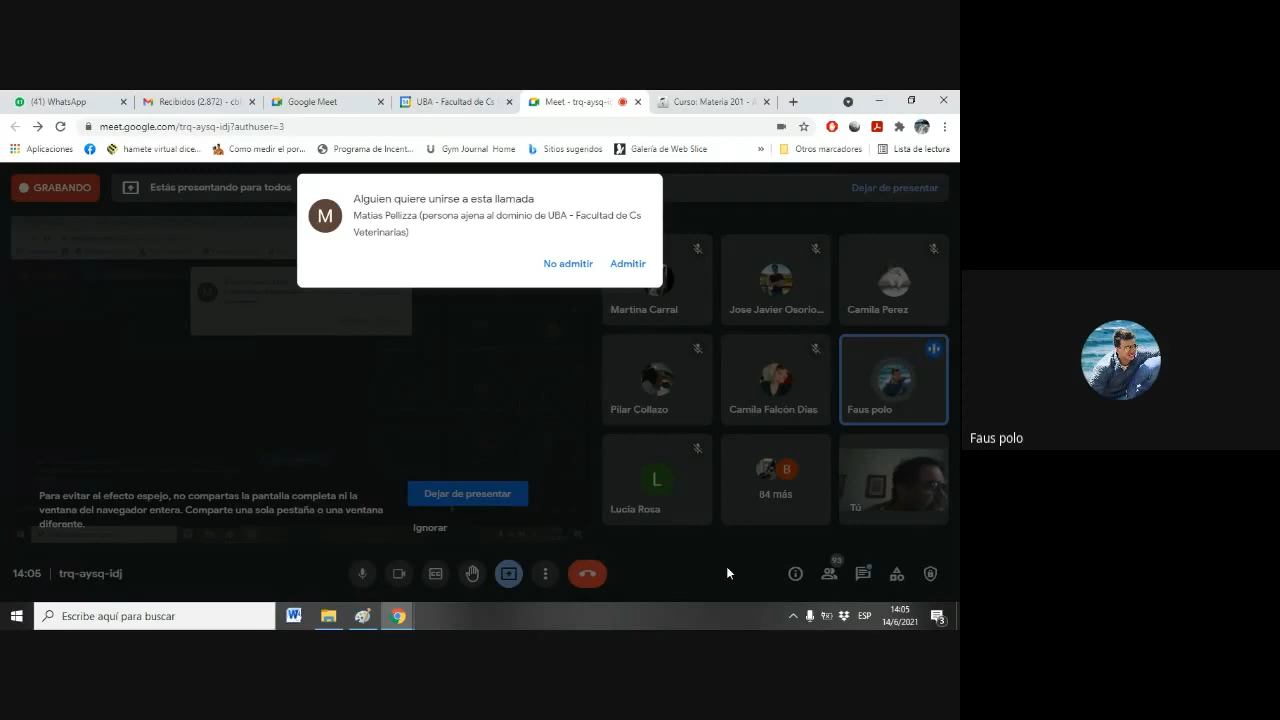 (41) WhatsApp
Recibidos (2.872) - cbl
Google Meet
UBA - Facultad de Cs
Meet - trq-aysq-id
Curso: Materia 201 - A
meet.google.com/trq-aysq-idj?authuser=3
Aplicaciones
hamete virtual dice...
Como medir el por...
Programa de Incent...
Gym Journal Home
Sitios sugendos
Galería de Web Slice
»
Otros marcadores
Lista de lectura
GRABANDO
Estás presentando para todos
Dejar de presentar
M
Alguien quiere unirse a esta llamada
Matias Pellizza (persona ajena al dominio de UBA - Facultad de Cs
Veterinarias)
No admitir
Admitir
Martina Carral
Jose Javier Osorio...
Camila Perez
Pilar Collazo
Camila Falcón Días
Faus polo
L
Lucía Rosa
B
84 más
Tú
Para evitar el efecto espejo, no compartas la pantalla completa ni la
ventana del navegador entera. Comparte una sola pestaña o una ventana
diferente.
Dejar de presentar
Ignorar
14:05 | trq-aysq-idj
93
Escribe aquí para buscar
ESP
14:05
14/6/2021
3
Faus polo